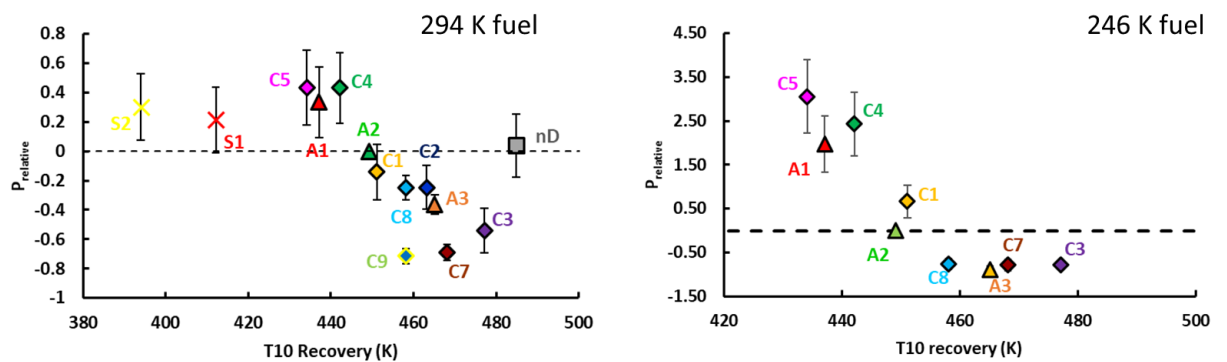 294 K fuel
0.8
0.6
0.4
0.2
0
-0.2
-0.4
-0.6
-0.8
-1
P relative
380 400 420 440 460 480 500
T10 Recovery (K)
S2
S1
C5
A1
C4
A2
C1
C8
C2
A3
C9
C7
C3
nD
246 K fuel
4.50
3.50
2.50
1.50
0.50
-0.50
-1.50
P relative
420 440 460 480 500
T10 recovery (K)
C5
C4
A1
C1
A2
C8
C7
A3
C3